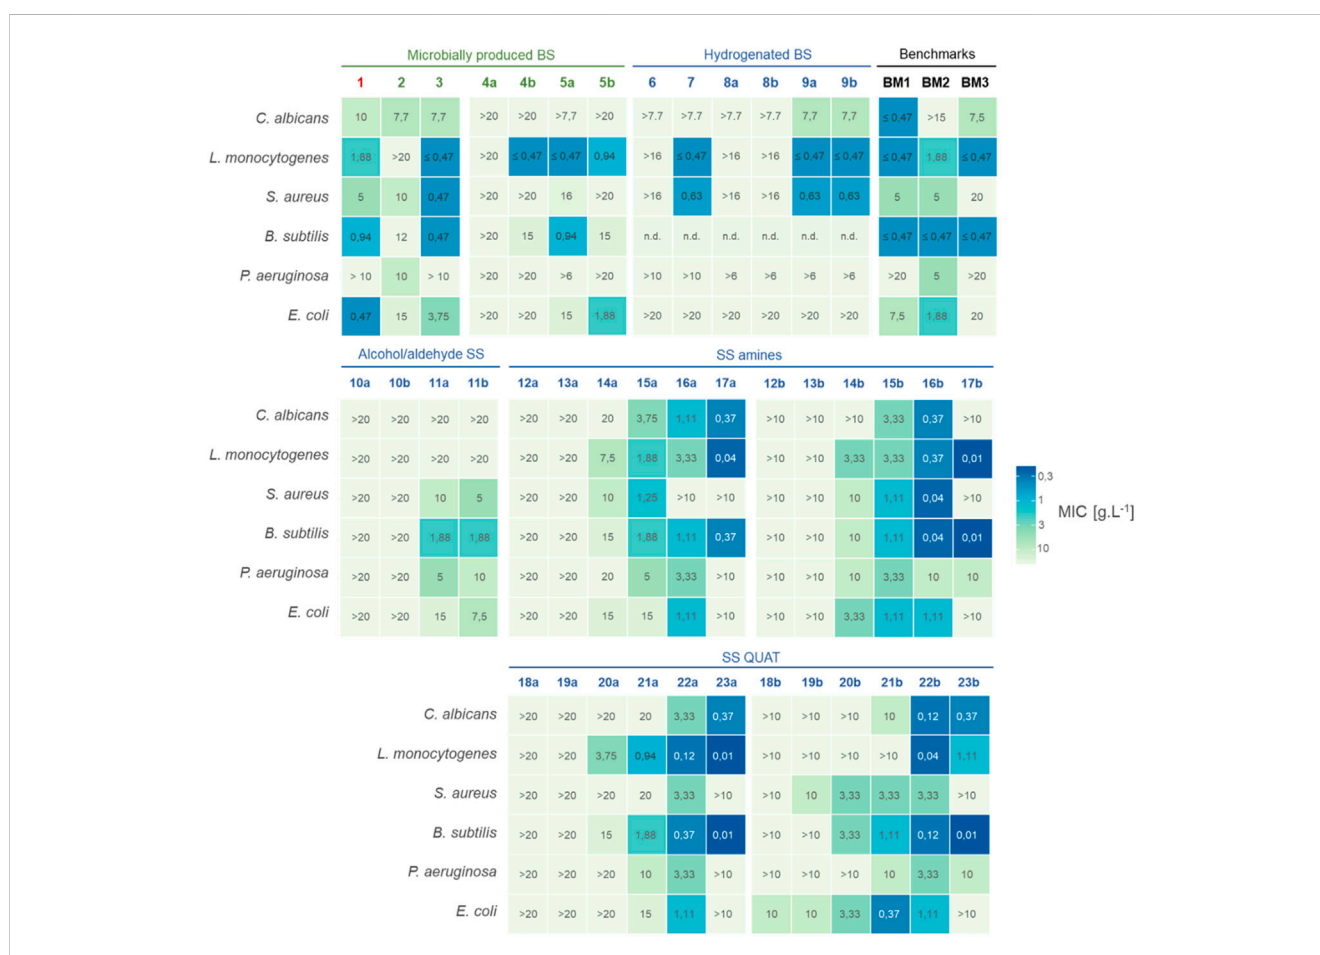 Microbially produced BS Hydrogenated BS Benchmarks
1 2 3 4a 4b 5a 5b 6 7 8a 8b 9a 9b BM1 BM2 BM3
C. albicans 10 7,7 7,7 >20 >20 >7,7 >20 >7.7 >7,7 >7.7 >7.7 7,7 7,7 ≤ 0,47 >15 7,5
L. monocytogenes 1,88 >20 ≤ 0,47 >20 ≤ 0,47 ≤ 0,47 0,94 >16 ≤ 0,47 >16 >16 ≤ 0,47 ≤ 0,47 ≤ 0,47 1,88 ≤ 0,47
S. aureus 5 10 0,47 >20 >20 16 >20 >16 0,63 >16 >16 0,63 0,63 5 5 20
B. subtilis 0,94 12 0,47 >20 15 0,94 15 n.d. n.d. n.d. n.d. n.d. n.d. ≤ 0,47 ≤ 0,47 ≤ 0,47
P. aeruginosa > 10 10 > 10 >20 >20 >6 >20 >10 >10 >6 >6 >6 >6 >20 5 >20
E. coli 0,47 15 3,75 >20 >20 15 1,88 >20 >20 >20 >20 >20 >20 7,5 1,88 20
Alcohol/aldehyde SS SS amines
10a 10b 11a 11b 12a 13a 14a 15a 16a 17a 12b 13b 14b 15b 16b 17b
C. albicans >20 >20 >20 >20 >20 >20 20 3,75 1,11 0,37 >10 >10 >10 3,33 0,37 >10
L. monocytogenes >20 >20 >20 >20 >20 >20 7,5 1,88 3,33 0,04 >10 >10 3,33 3,33 0,37 0,01
S. aureus >20 >20 10 5 >20 >20 10 1,25 >10 >10 >10 >10 10 1,11 0,04 >10
B. subtilis >20 >20 1,88 1,88 >20 >20 15 1,88 1,11 0,37 >10 >10 10 1,11 0,04 0,01
P. aeruginosa >20 >20 5 10 >20 >20 20 5 3,33 >10 >10 >10 10 3,33 10 10
E. coli >20 >20 15 7,5 >20 >20 15 15 1,11 >10 >10 >10 3,33 1,11 1,11 >10
0,3
1
3
10
MIC [g.L-1]
SS QUAT
18a 19a 20a 21a 22a 23a 18b 19b 20b 21b 22b 23b
C. albicans >20 >20 >20 20 3,33 0,37 >10 >10 >10 10 0,12 0,37
L. monocytogenes >20 >20 3,75 0,94 0,12 0,01 >10 >10 >10 >10 0,04 1,11
S. aureus >20 >20 >20 20 3,33 >10 >10 10 3,33 3,33 3,33 >10
B. subtilis >20 >20 15 1,88 0,37 0,01 >10 >10 3,33 1,11 0,12 0,01
P. aeruginosa >20 >20 >20 10 3,33 >10 >10 >10 >10 10 3,33 10
E. coli >20 >20 >20 15 1,11 >10 10 10 3,33 0,37 1,11 >10